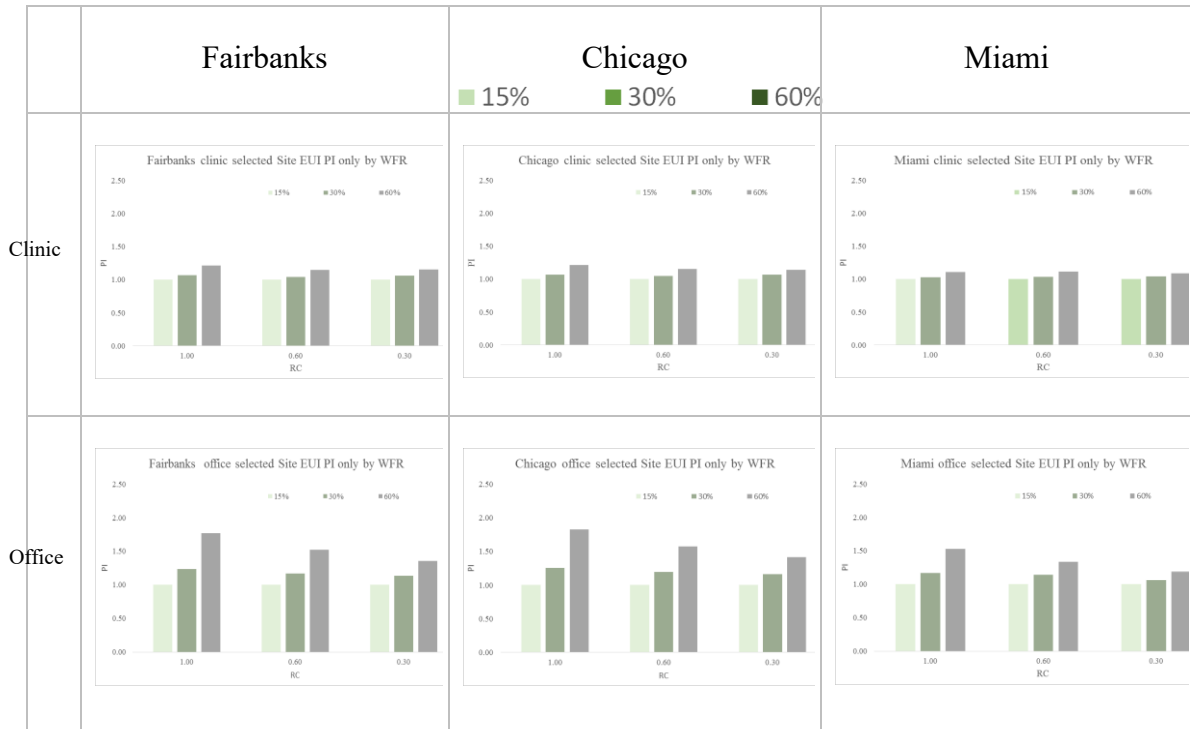 Fairbanks
Chicago
Miami
15% 30% 60%
Clinic
Fairbanks clinic selected Site EUI PI only by WFR
2.50
15% 30% 60%
2.00
1.50
PI
1.00
0.50
0.00
1.00 0.60 0.30
RC
Chicago clinic selected Site EUI PI only by WFR
2.50
15% 30% 60%
2.00
1.50
PI
1.00
0.50
0.00
1.00 0.60 0.30
RC
Miami clinic selected Site EUI PI only by WFR
2.50
15% 30% 60%
2.00
1.50
PI
1.00
0.50
0.00
1.00 0.60 0.30
RC
Office
Fairbanks office selected Site EUI PI only by WFR
2.50
15% 30% 60%
2.00
1.50
PI
1.00
0.50
0.00
1.00 0.60 0.30
RC
Chicago office selected Site EUI PI only by WFR
2.50
15% 30% 60%
2.00
1.50
PI
1.00
0.50
0.00
1.00 0.60 0.30
RC
Miami office selected Site EUI PI only by WFR
2.50
15% 30% 60%
2.00
1.50
PI
1.00
0.50
0.00
1.00 0.60 0.30
RC